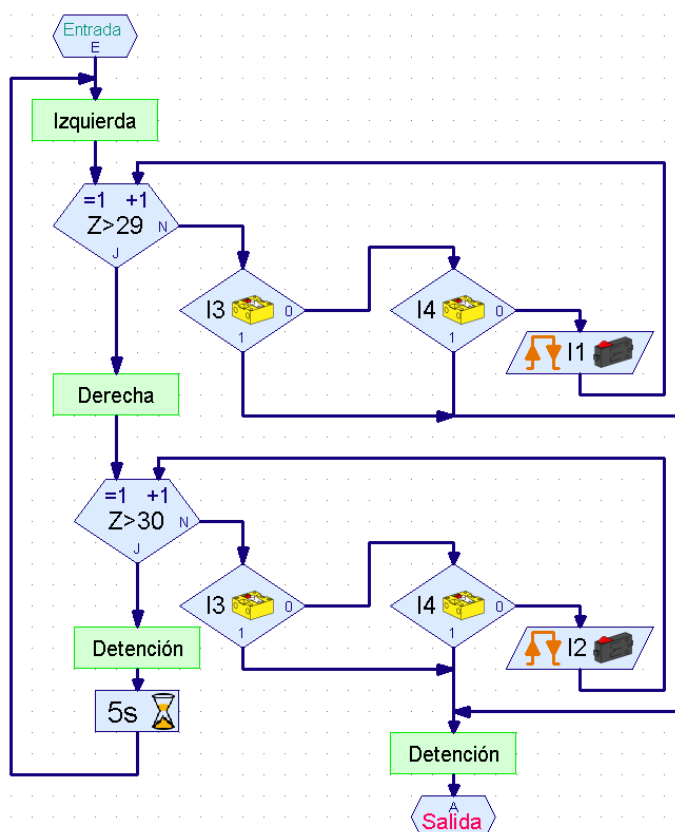 Entrada
E
Izquierda
=1 +1
Z>29
N
J
I3
0
1
I4
0
1
I1
Derecha
=1 +1
Z>30
N
J
I3
0
1
I4
0
1
I2
Detención
5s
Detención
A
Salida